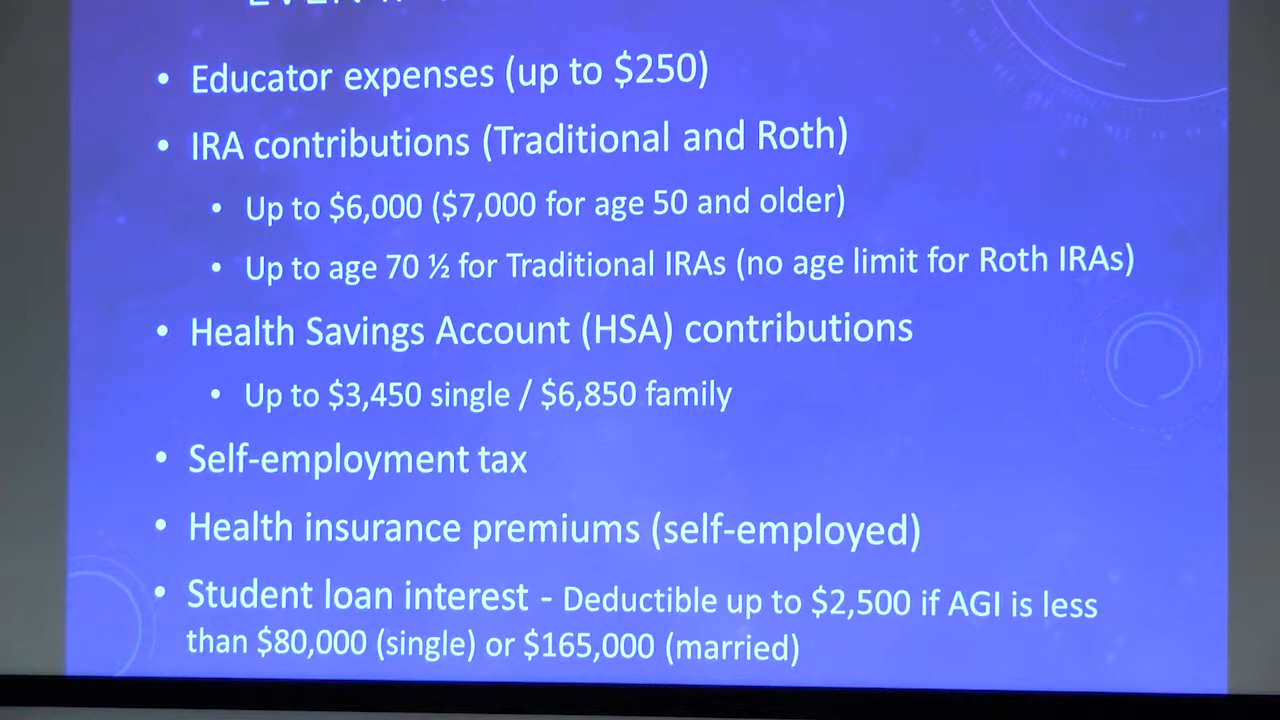 • Educator expenses (up to $250)
• IRA contributions (Traditional and Roth)
• Up to $6,000 ($7,000 for age 50 and older)
• Up to age 70 ½ for Traditional IRAs (no age limit for Roth IRAs)
• Health Savings Account (HSA) contributions
• Up to $3,450 single / $6,850 family
• Self-employment tax
• Health insurance premiums (self-employed)
• Student loan interest - Deductible up to $2,500 if AGI is less
than $80,000 (single) or $165,000 (married)